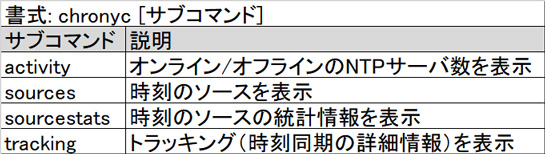 書式: chronyc [サブコマンド]
サブコマンド 説明
activity オンライン/オフラインのNTPサーバ数を表示
sources 時刻のソースを表示
sourcestats 時刻のソースの統計情報を表示
tracking トラッキング（時刻同期の詳細情報）を表示